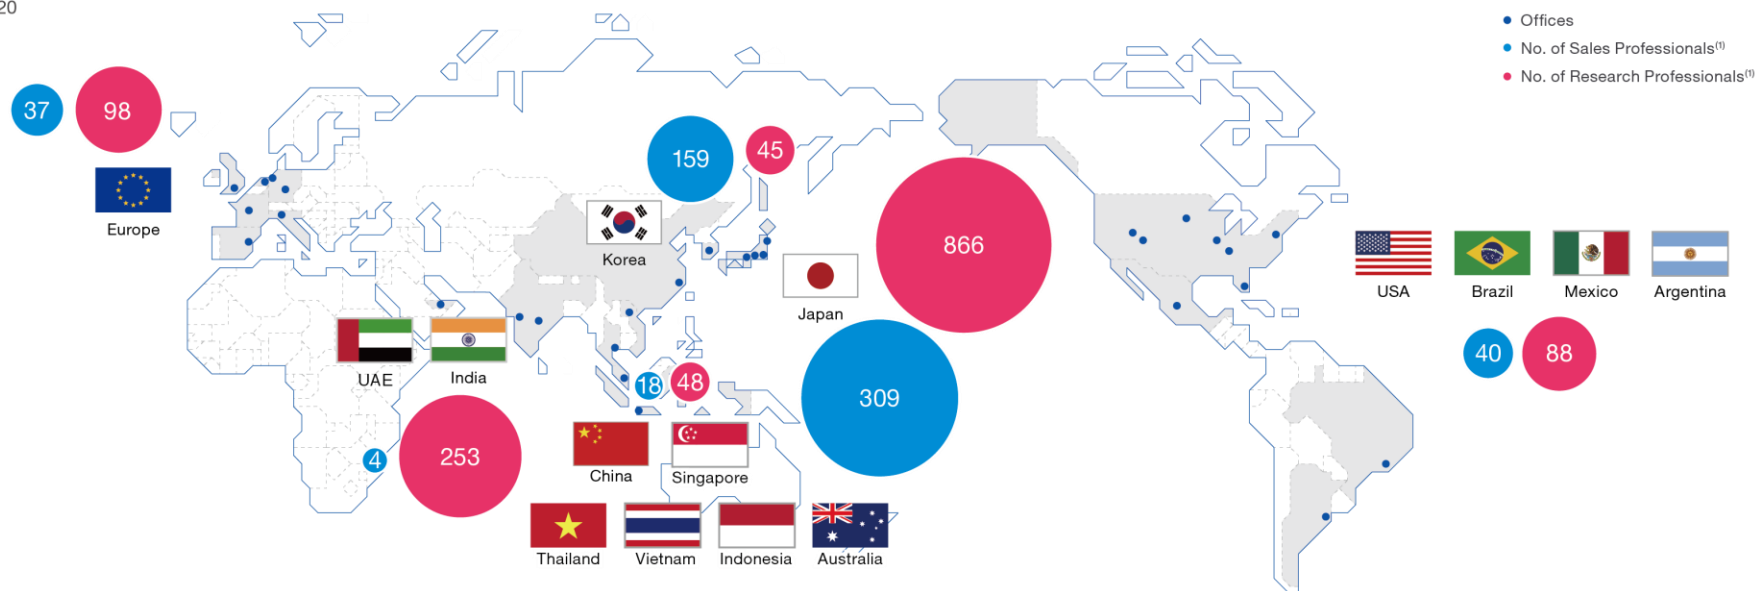 20
Offices
No. of Sales Professionals(1)
No. of Research Professionals(1)
37
98
Europe
159
45
Korea
866
Japan
USA
Brazil
Mexico
Argentina
40
88
UAE
India
18
48
309
4
253
China
Singapore
Thailand
Vietnam
Indonesia
Australia